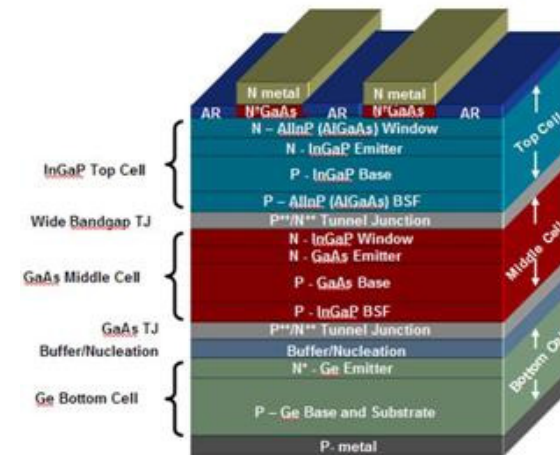 N metal
N metal
AR
N⁺GaAs
AR
N⁺GaAs
AR
N – AlInP (AlGaAs) Window
N - InGaP Emitter
P - InGaP Base
P – AlInP (AlGaAs) BSF
P⁺⁺/N⁺⁺ Tunnel Junction
N - InGaP Window
N - GaAs Emitter
P - GaAs Base
P - InGaP BSF
P⁺⁺/N⁺⁺ Tunnel Junction
Buffer/Nucleation
N⁺ - Ge Emitter
P – Ge Base and Substrate
P- metal
InGaP Top Cell
Wide Bandgap TJ
GaAs Middle Cell
GaAs TJ
Buffer/Nucleation
Ge Bottom Cell
Top Cell
Middle Cell
Bottom